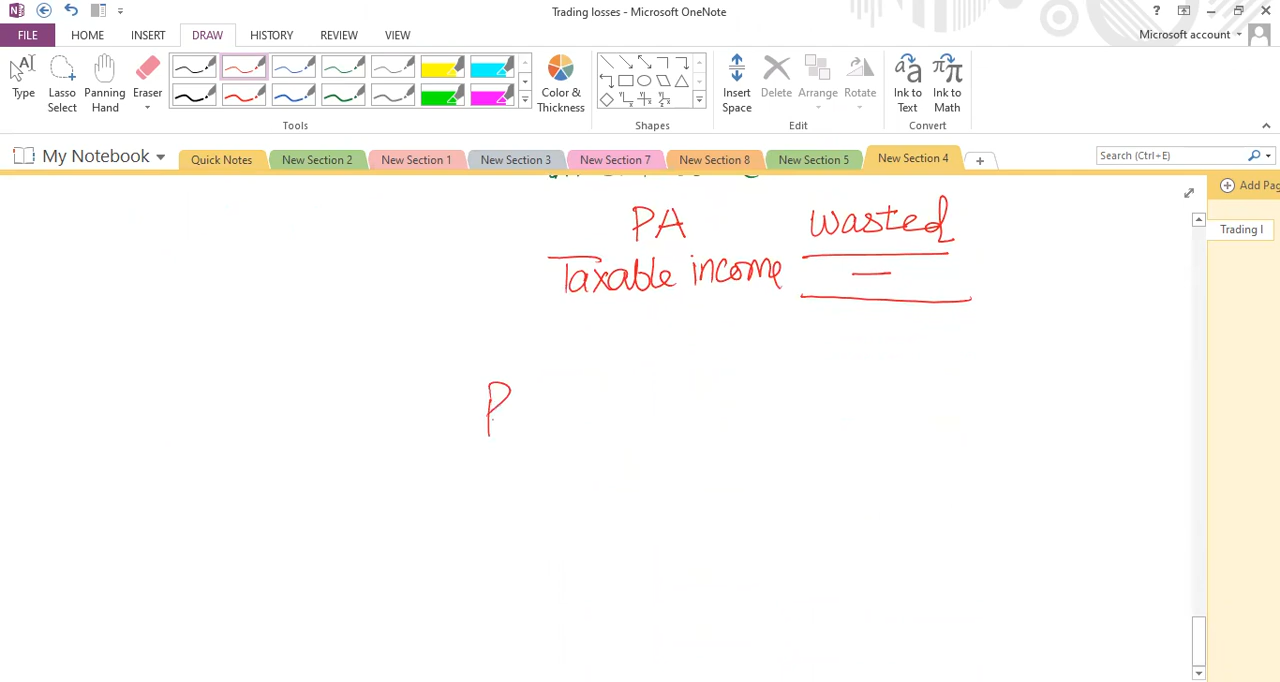 Trading losses - Microsoft OneNote
?
FILE HOME INSERT DRAW HISTORY REVIEW VIEW
Microsoft account
Type
Lasso Select
Panning Hand
Eraser
Color & Thickness
Insert Space
Delete
Arrange
Rotate
Ink to Text
Ink to Math
Tools
Shapes
Edit
Convert
My Notebook
Quick Notes New Section 2 New Section 1 New Section 3 New Section 7 New Section 8 New Section 5 New Section 4
Search (Ctrl+E)
Add Pag
Trading l
PA wasted
Taxable income —
P